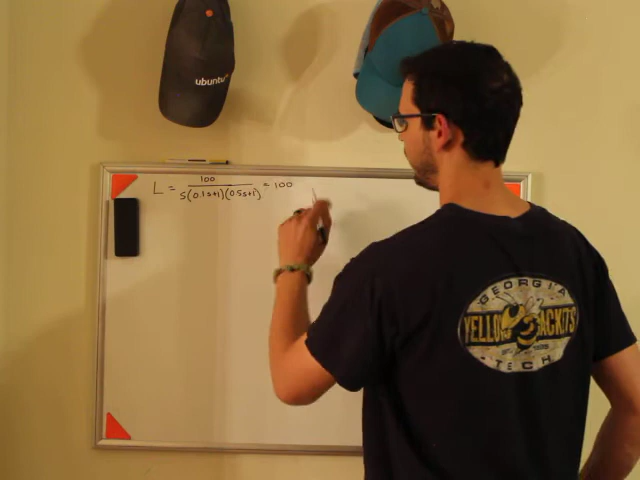 ubuntu
L = 100 / S(0.1s+1)(0.5s+1) = 100
GEORGIA
YELLOW JACKETS
TECH